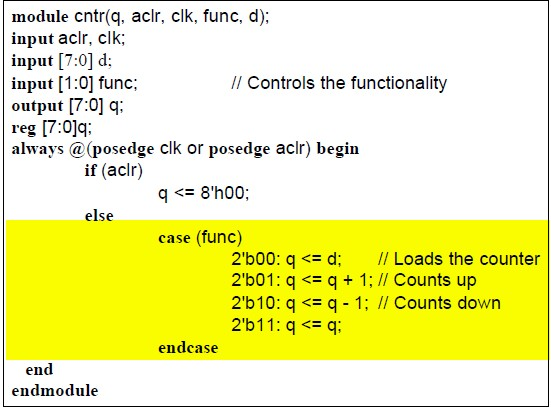 module cntr(q, aclr, clk, func, d);
input aclr, clk;
input [7:0] d;
input [1:0] func; // Controls the functionality
output [7:0] q;
reg [7:0]q;
always @(posedge clk or posedge aclr) begin
if (aclr)
q <= 8'h00;
else
case (func)
2'b00: q <= d; // Loads the counter
2'b01: q <= q + 1; // Counts up
2'b10: q <= q - 1; // Counts down
2'b11: q <= q;
endcase
end
endmodule